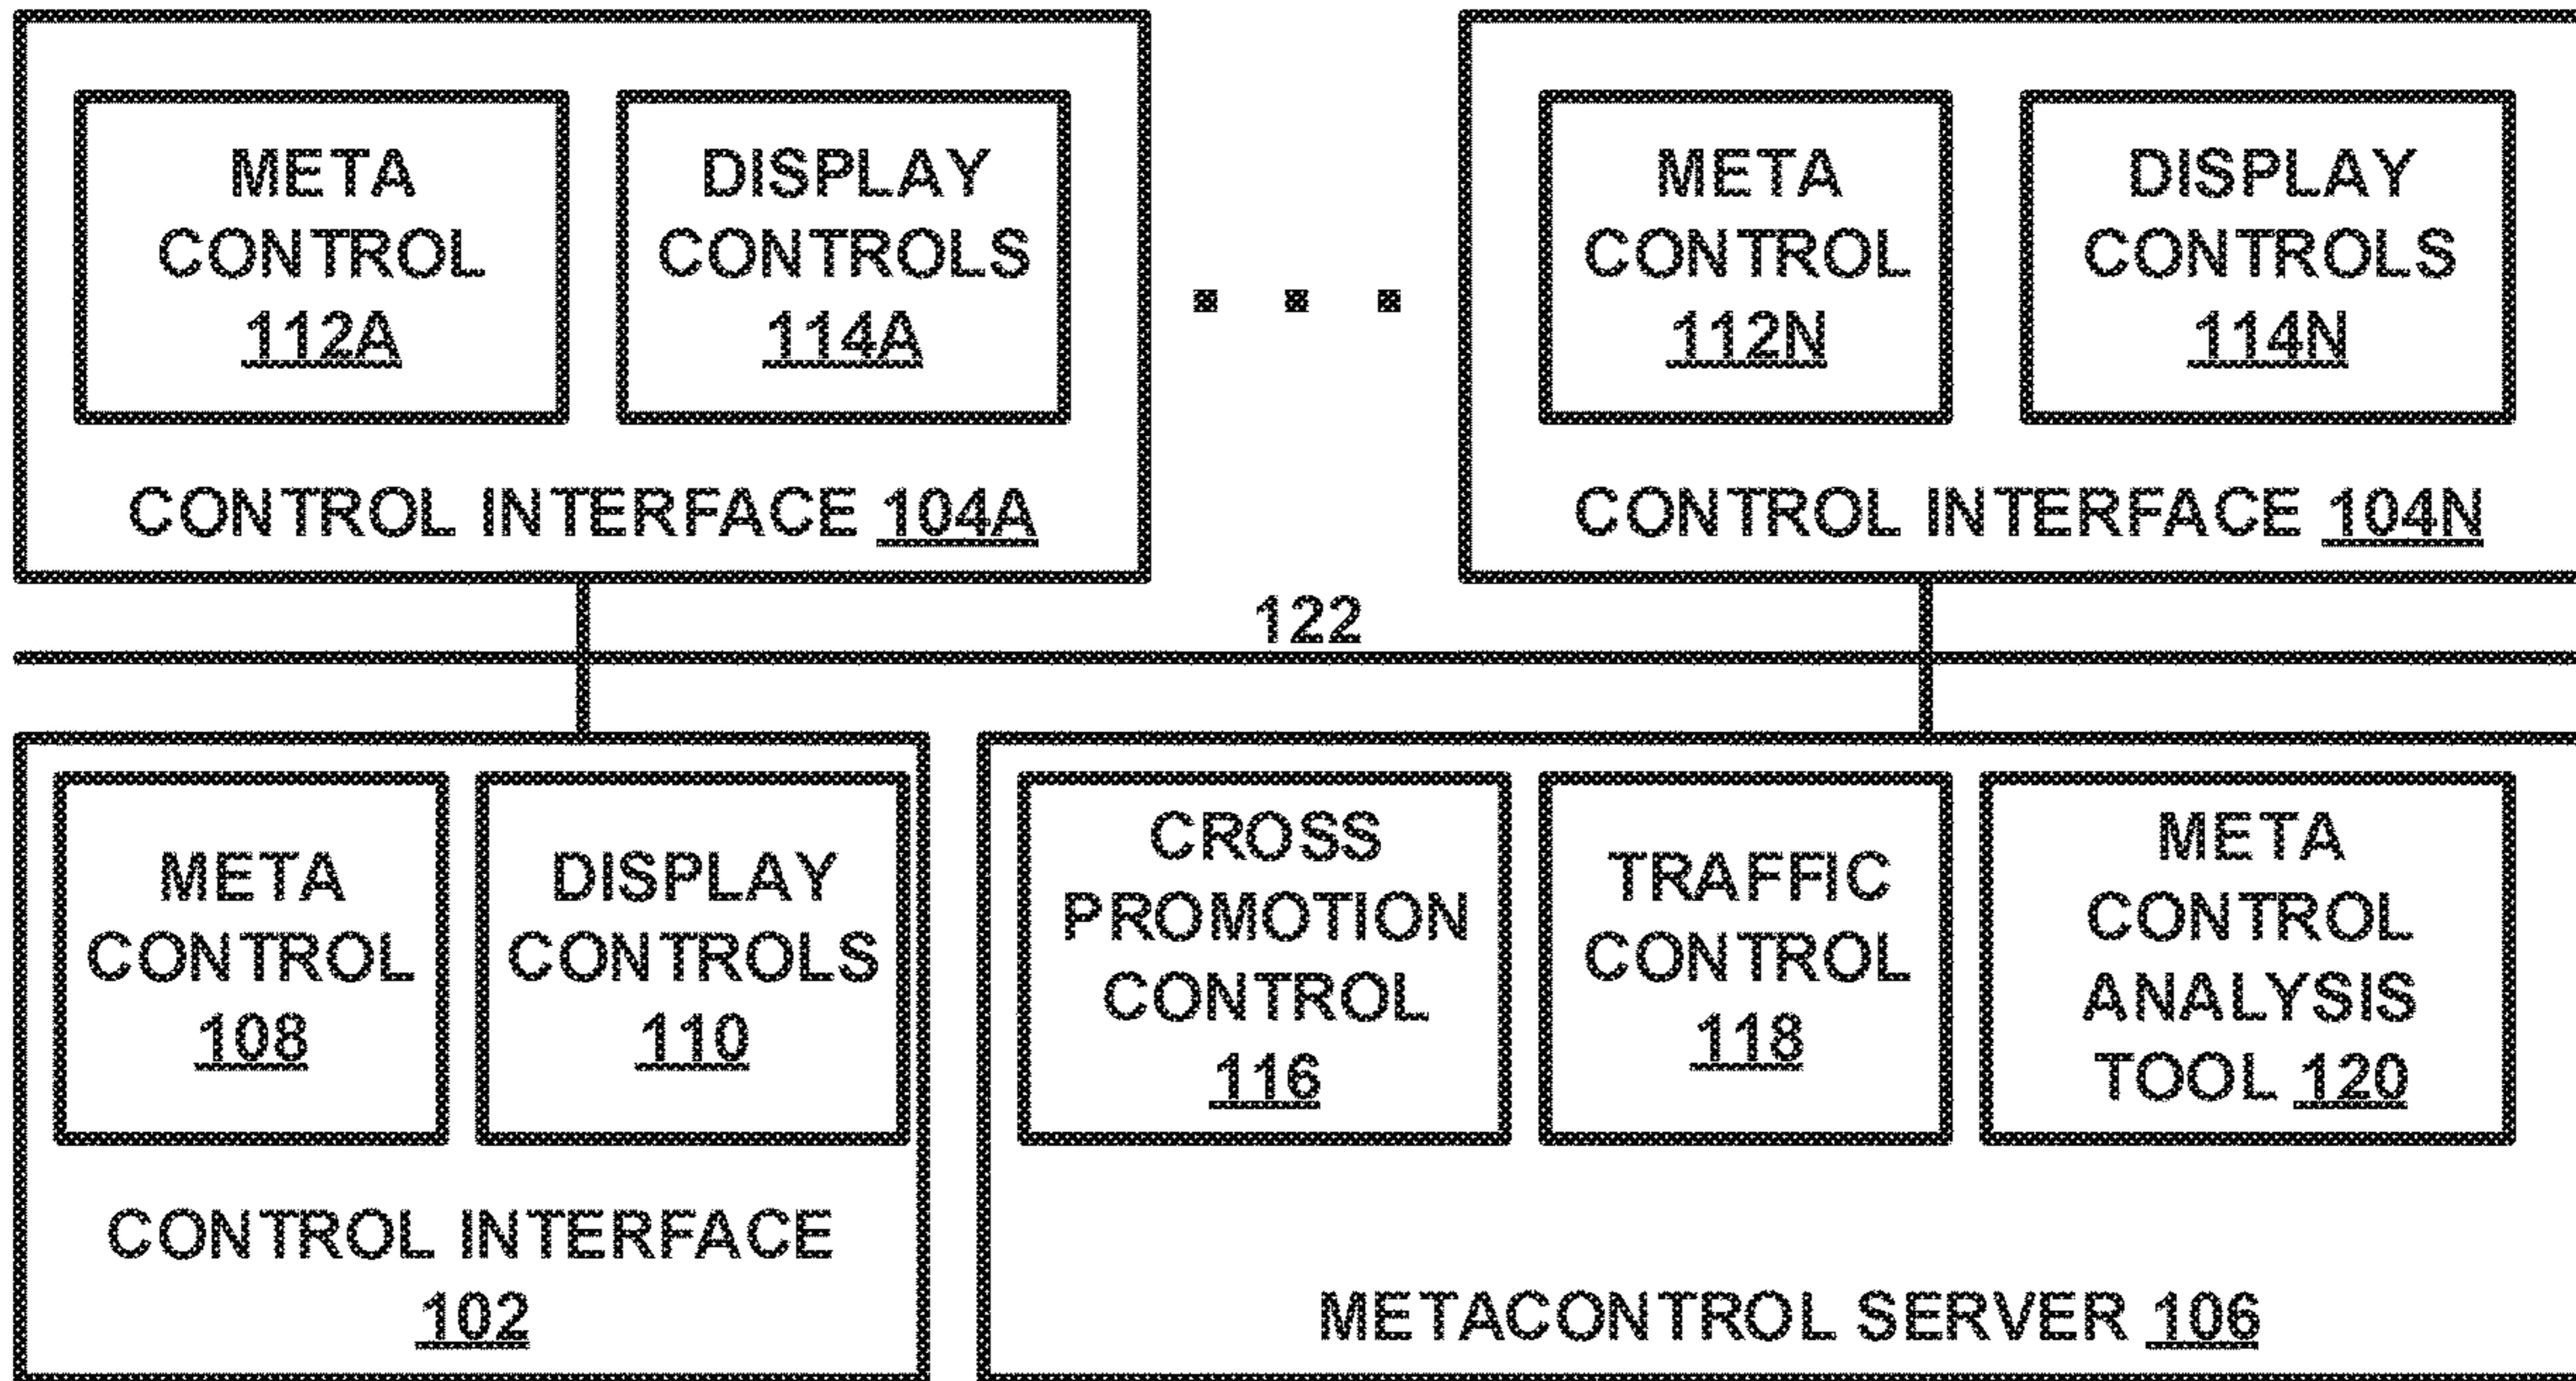 META
CONTROL
112A
DISPLAY
CONTROLS
114A
CONTROL INTERFACE 104A
META
CONTROL
112N
DISPLAY
CONTROLS
114N
CONTROL INTERFACE 104N
122
META
CONTROL
108
DISPLAY
CONTROLS
110
CONTROL INTERFACE
102
CROSS
PROMOTION
CONTROL
116
TRAFFIC
CONTROL
118
META
CONTROL
ANALYSIS
TOOL 120
METACONTROL SERVER 106